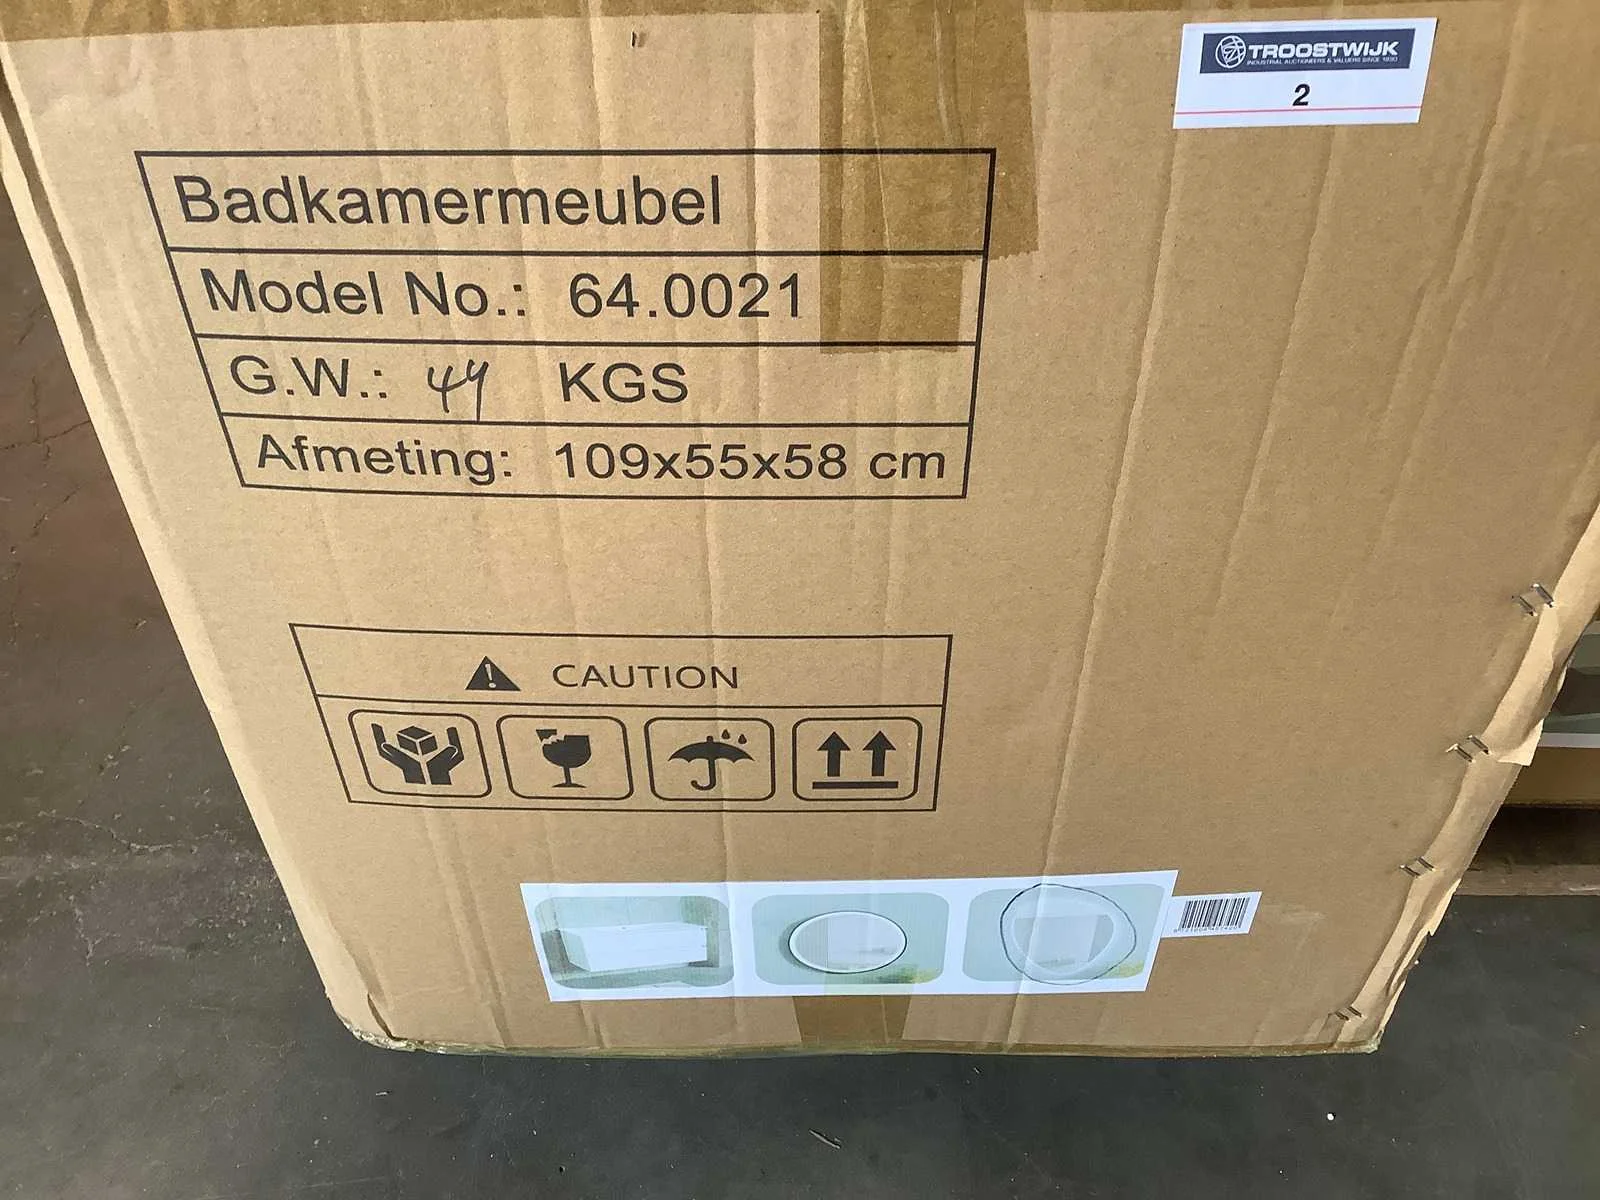 TROOSTWIJK
INDUSTRIAL AUCTIONEERS & VALUERS SINCE 1930
2
Badkamermeubel
Model No.: 64.0021
G.W.: 44 KGS
Afmeting: 109x55x58 cm
CAUTION